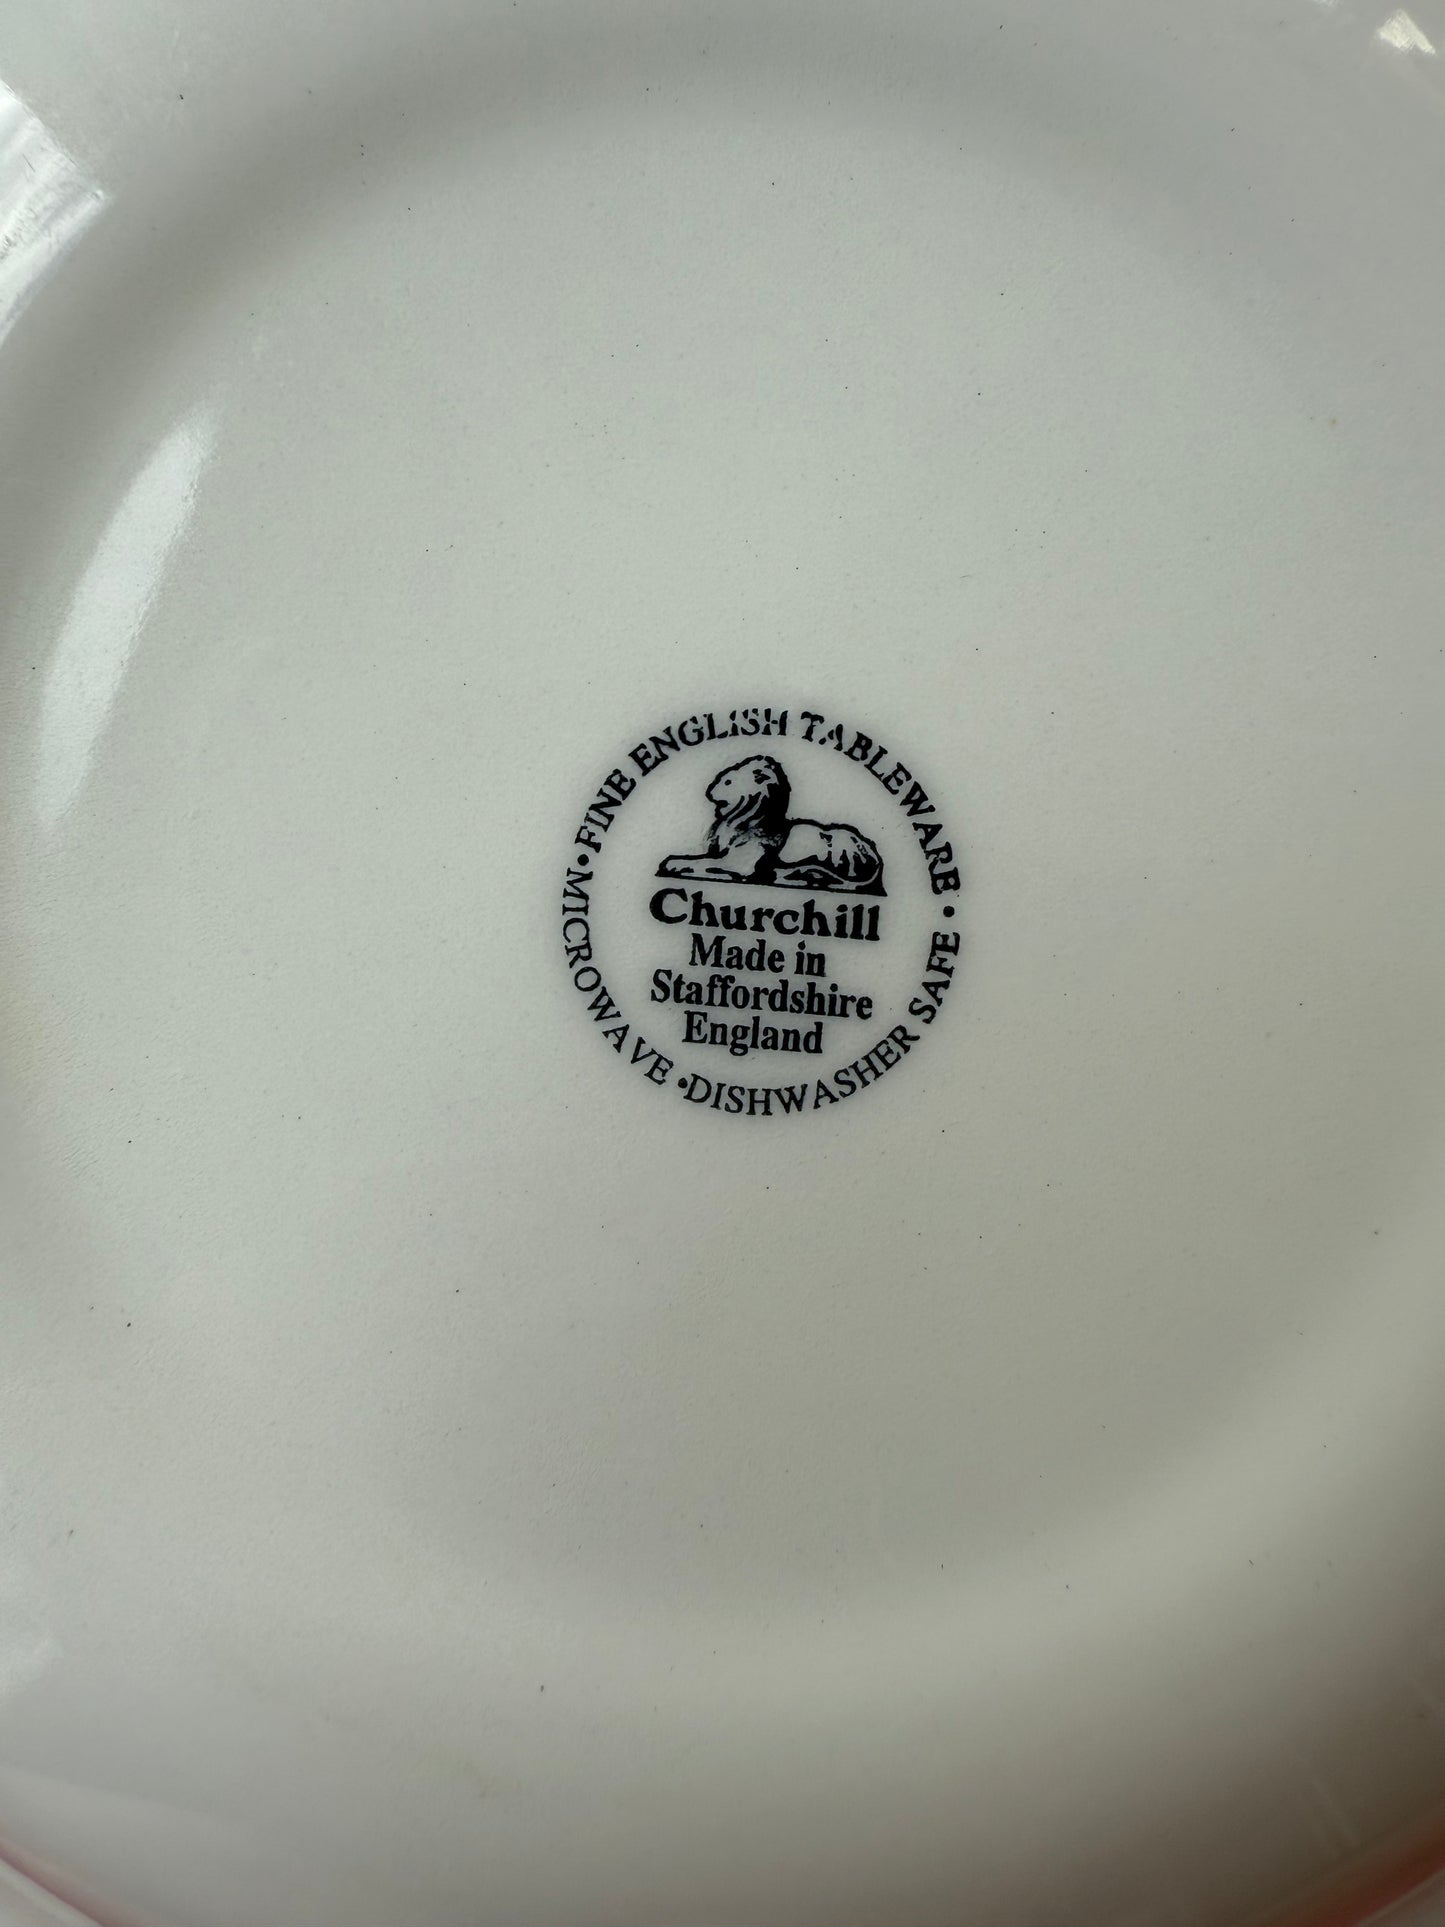 •FINE ENGLISH TABLEWARE•
Churchill
Made in
Staffordshire
England
MICROWAVE•DISHWASHER SAFE